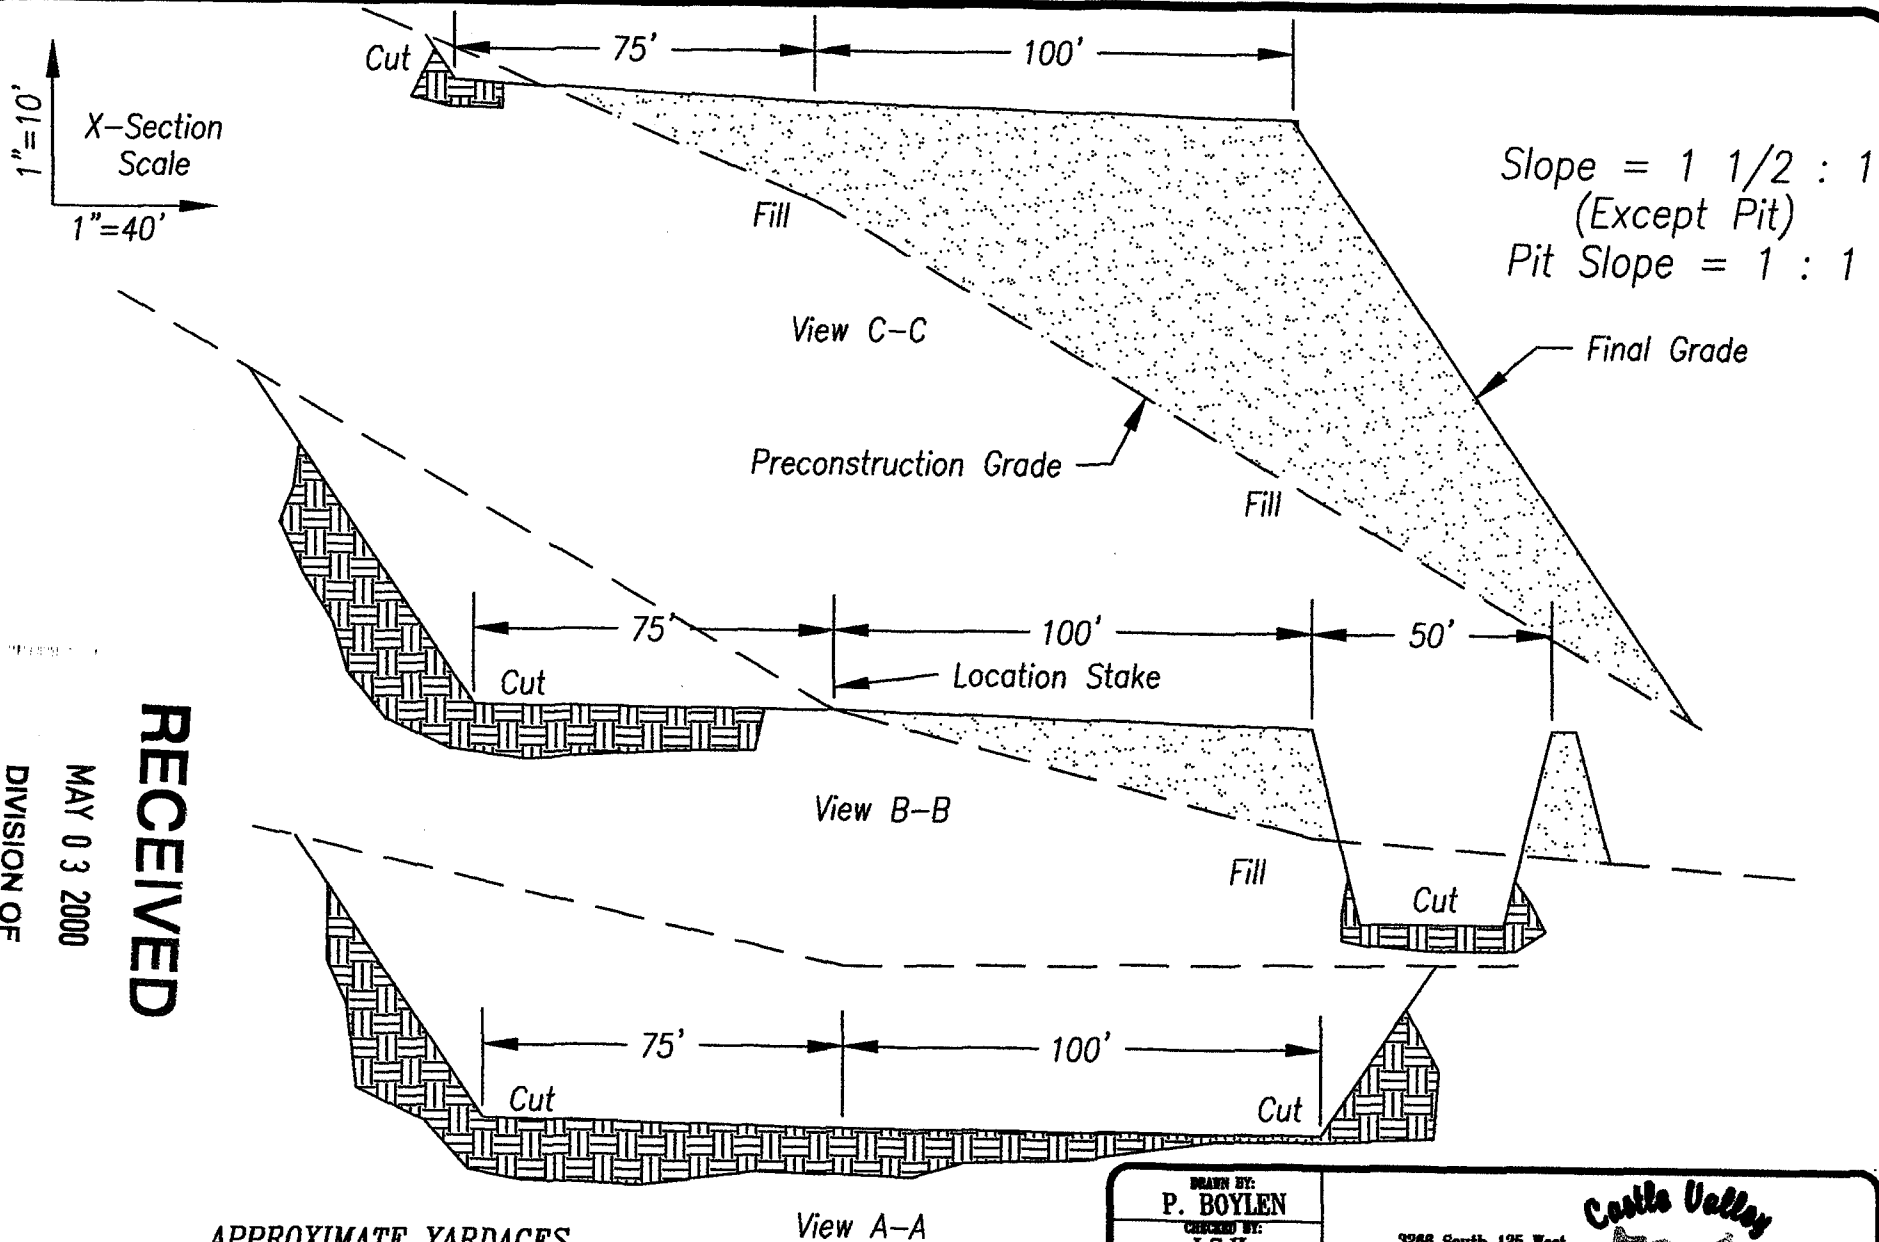 Cut
75'
100'
1"=10'
X-Section
Scale
1"=40'
Slope = 1 1/2 : 1
(Except Pit)
Pit Slope = 1 : 1
Fill
View C-C
Final Grade
Preconstruction Grade
Fill
75'
100'
50'
Cut
Location Stake
RECEIVED
MAY 03 2000
DIVISION OF
View B-B
Fill
Cut
75'
100'
Cut
Cut
View A-A
APPROXIMATE YARDAGES
DRAWN BY:
P. BOYLEN
CHECKED BY:
Castle Valley